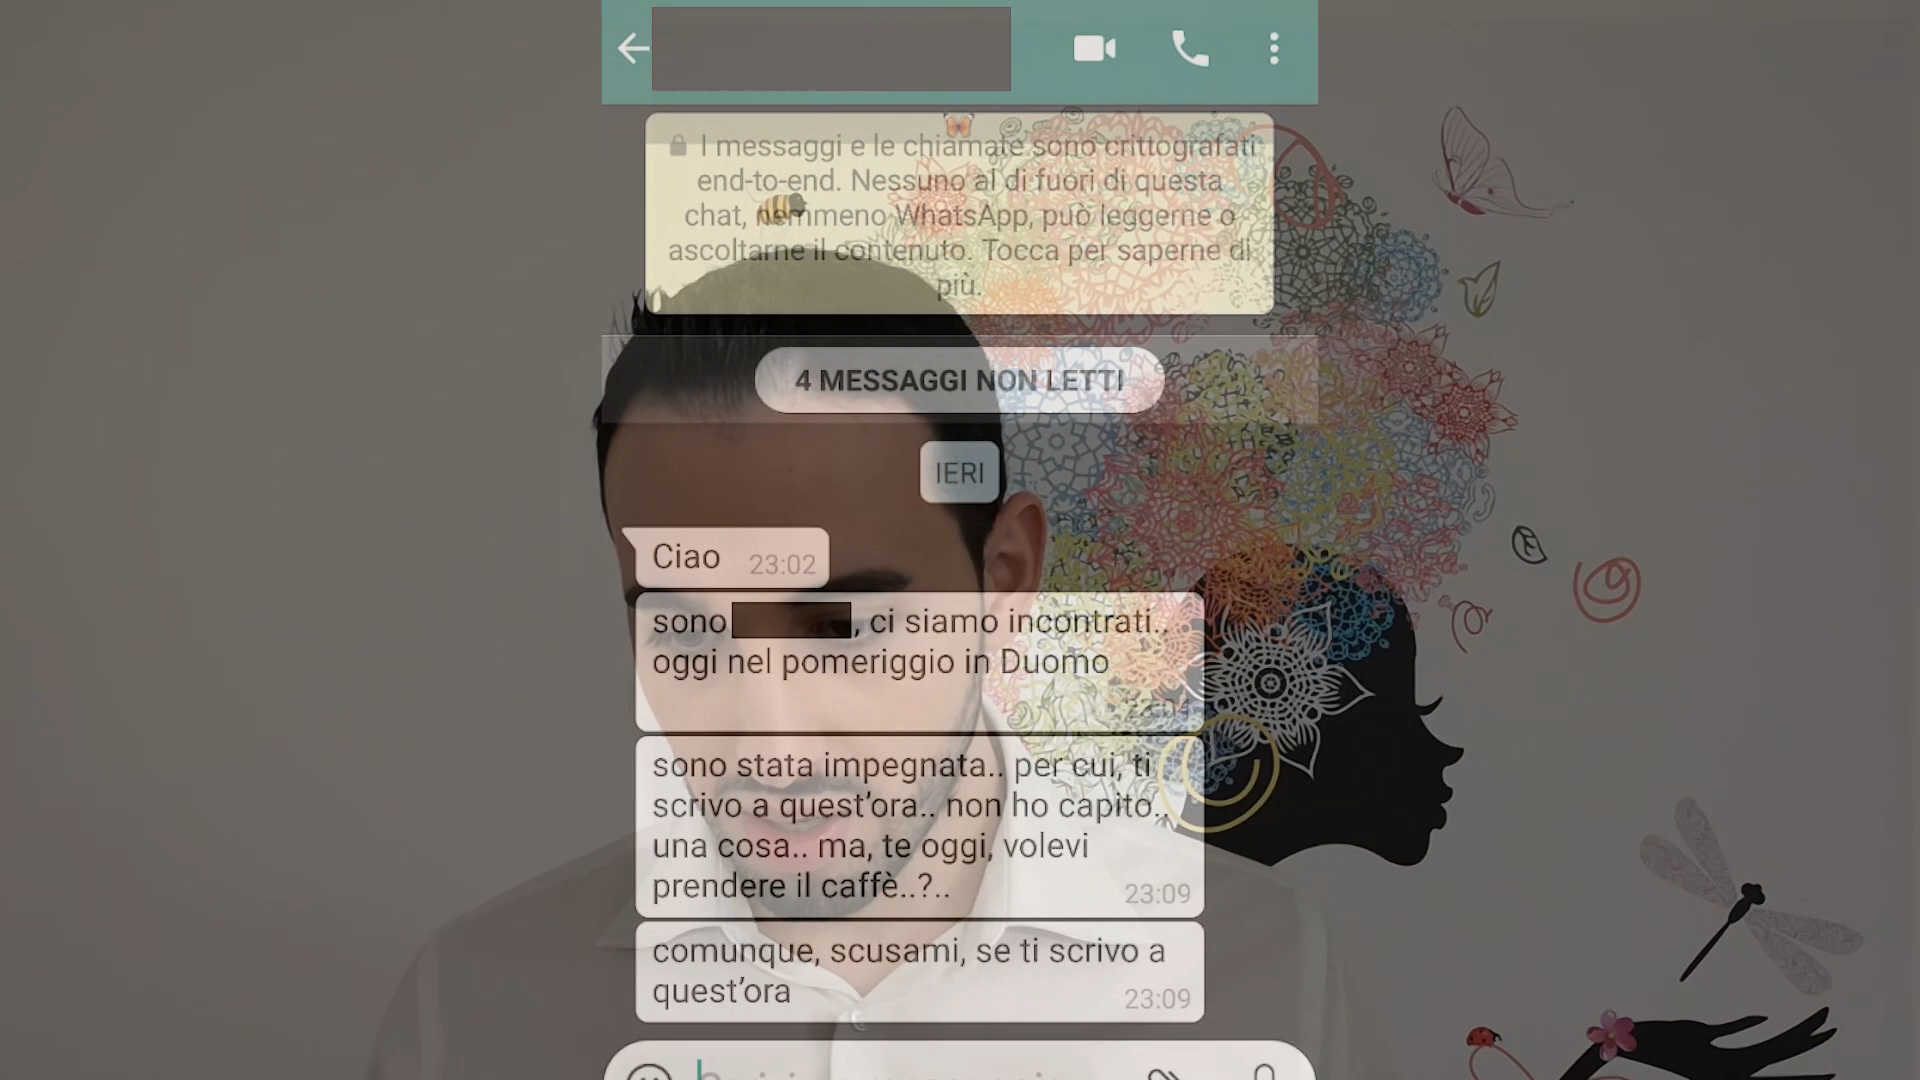 I messaggi e le chiamate sono crittografati
end-to-end. Nessuno al di fuori di questa
chat, nemmeno WhatsApp, può leggerne o
ascoltarne il contenuto. Tocca per saperne di
più.
4 MESSAGGI NON LETTI
IERI
Ciao 23:02
sono , ci siamo incontrati..
oggi nel pomeriggio in Duomo
sono stata impegnata.. per cui, ti
scrivo a quest'ora.. non ho capito..
una cosa.. ma, te oggi, volevi
prendere il caffè..?.. 23:09
comunque, scusami, se ti scrivo a
quest'ora 23:09